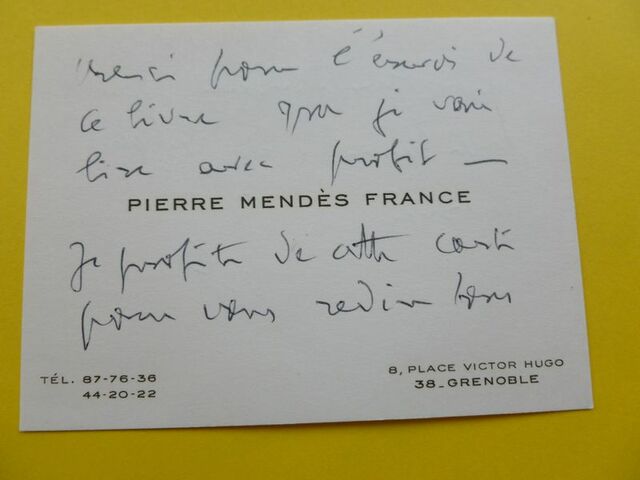 Merci pour l'envoi de
ce livre que je vais
lire avec profit —
PIERRE MENDÈS FRANCE
Je profite de cette carte
pour vous redire tous
TÉL. 87-76-36
44-20-22
8, PLACE VICTOR HUGO
38_GRENOBLE